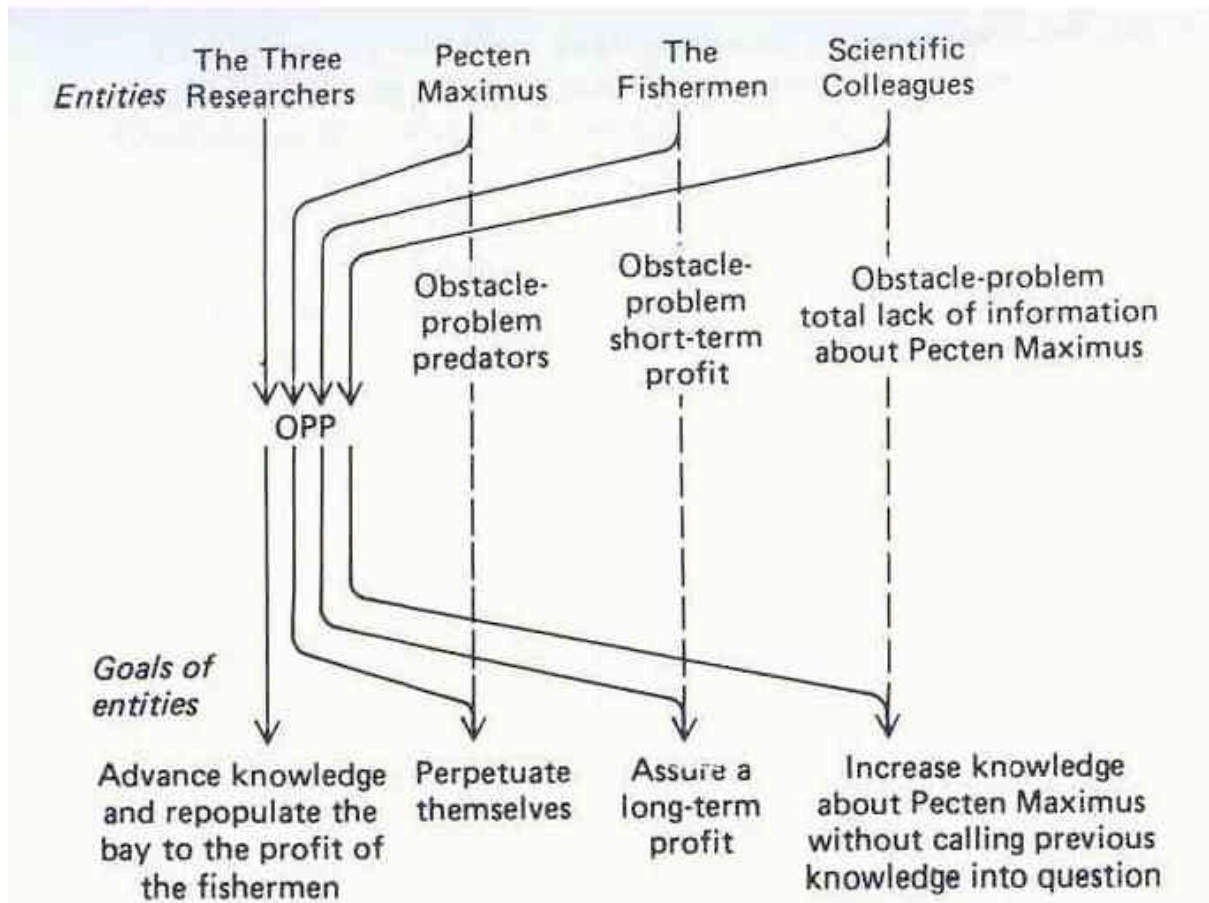 Entities
The Three
Researchers
Pecten
Maximus
The
Fishermen
Scientific
Colleagues
Obstacle-
problem
predators
Obstacle-
problem
short-term
profit
Obstacle-problem
total lack of information
about Pecten Maximus
OPP
Goals of
entities
Advance knowledge
and repopulate the
bay to the profit of
the fishermen
Perpetuate
themselves
Assure a
long-term
profit
Increase knowledge
about Pecten Maximus
without calling previous
knowledge into question